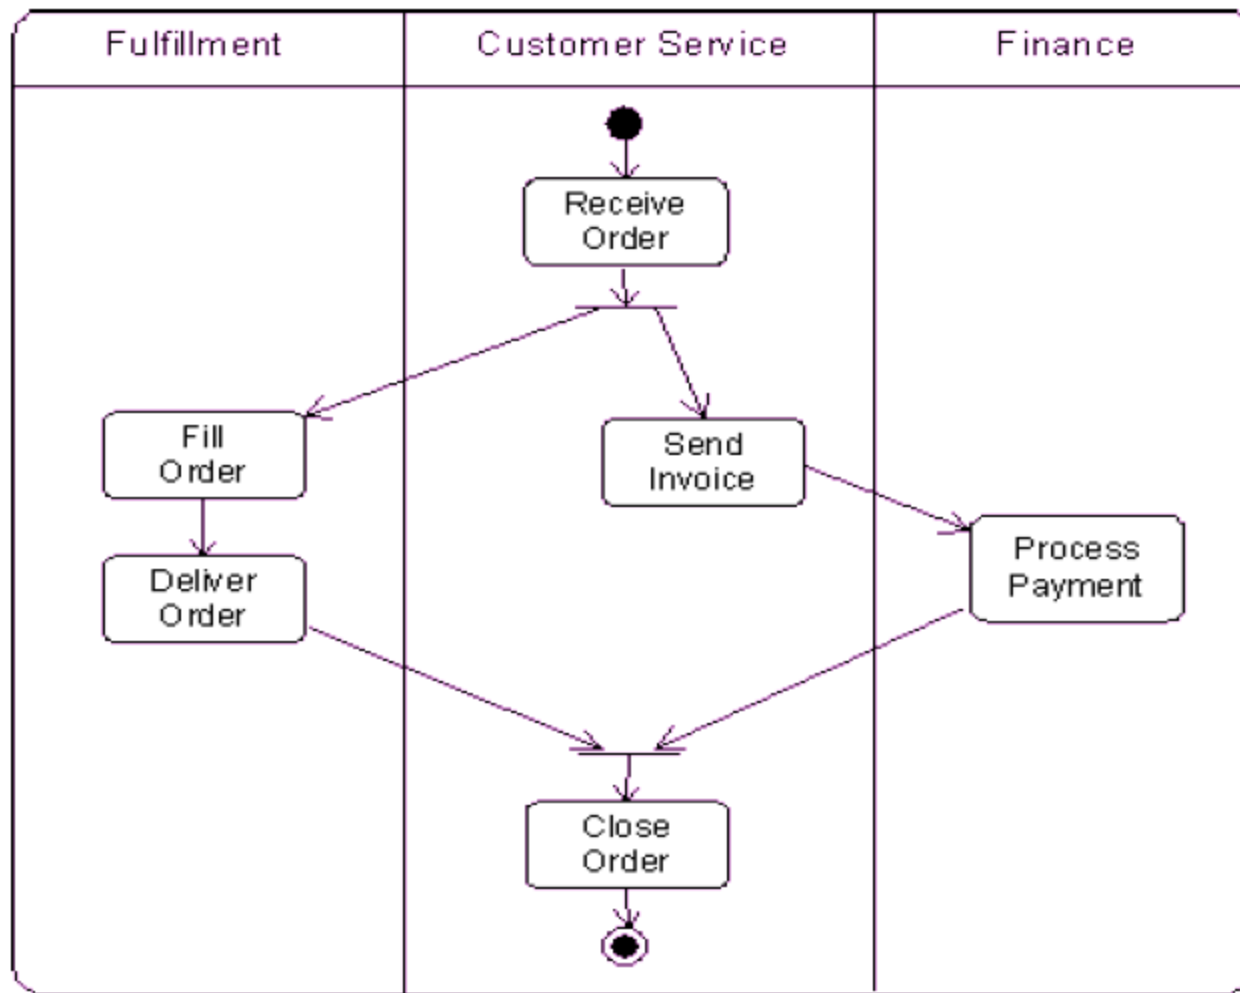 Fulfillment
Customer Service
Finance
Receive
Order
Fill
Order
Send
Invoice
Deliver
Order
Process
Payment
Close
Order